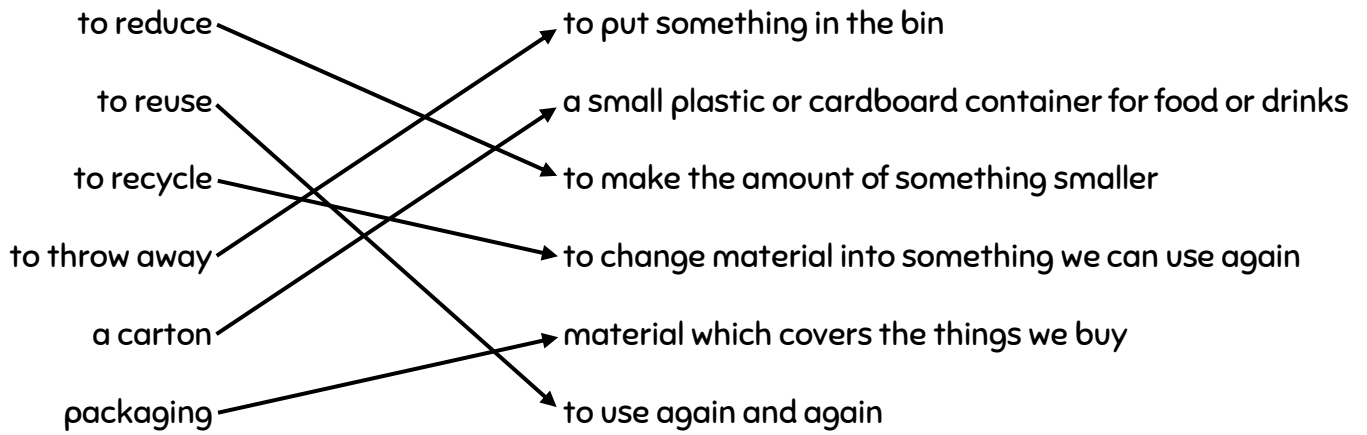 to reduce
to put something in the bin
to reuse
a small plastic or cardboard container for food or drinks
to recycle
to make the amount of something smaller
to throw away
to change material into something we can use again
a carton
material which covers the things we buy
packaging
to use again and again